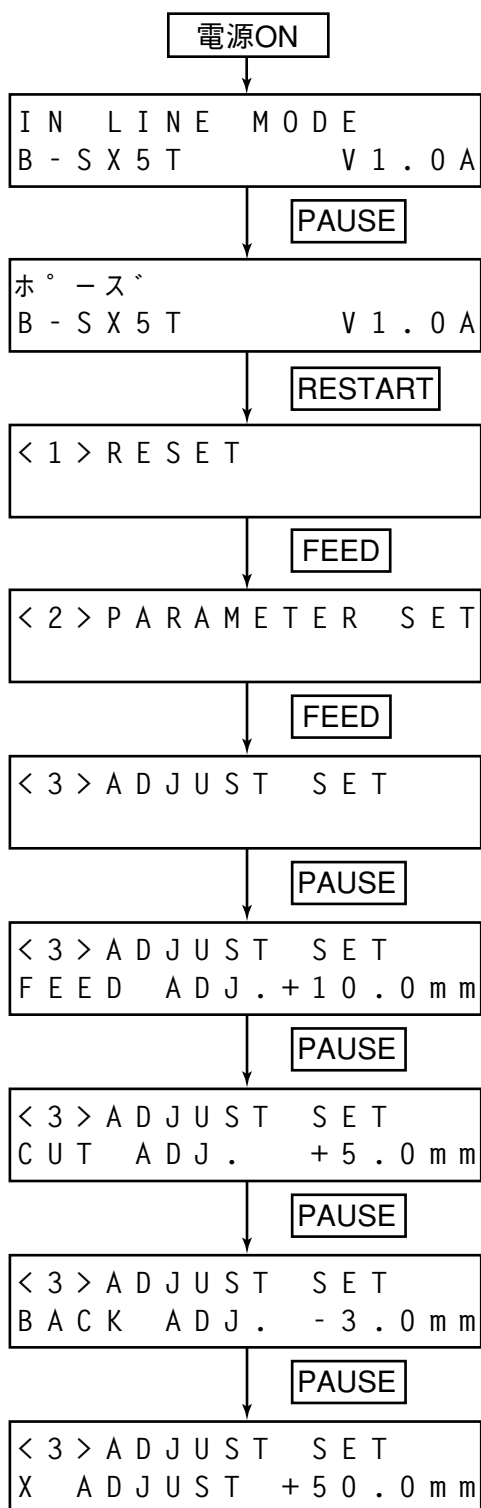 電源ON
IN LINE MODE
B-SX5T V1.0A
PAUSE
ポーズ
B-SX5T V1.0A
RESTART
<1>RESET
FEED
<2>PARAMETER SET
FEED
<3>ADJUST SET
PAUSE
<3>ADJUST SET
FEED ADJ.+10.0mm
PAUSE
<3>ADJUST SET
CUT ADJ. +5.0mm
PAUSE
<3>ADJUST SET
BACK ADJ. -3.0mm
PAUSE
<3>ADJUST SET
X ADJUST +50.0mm